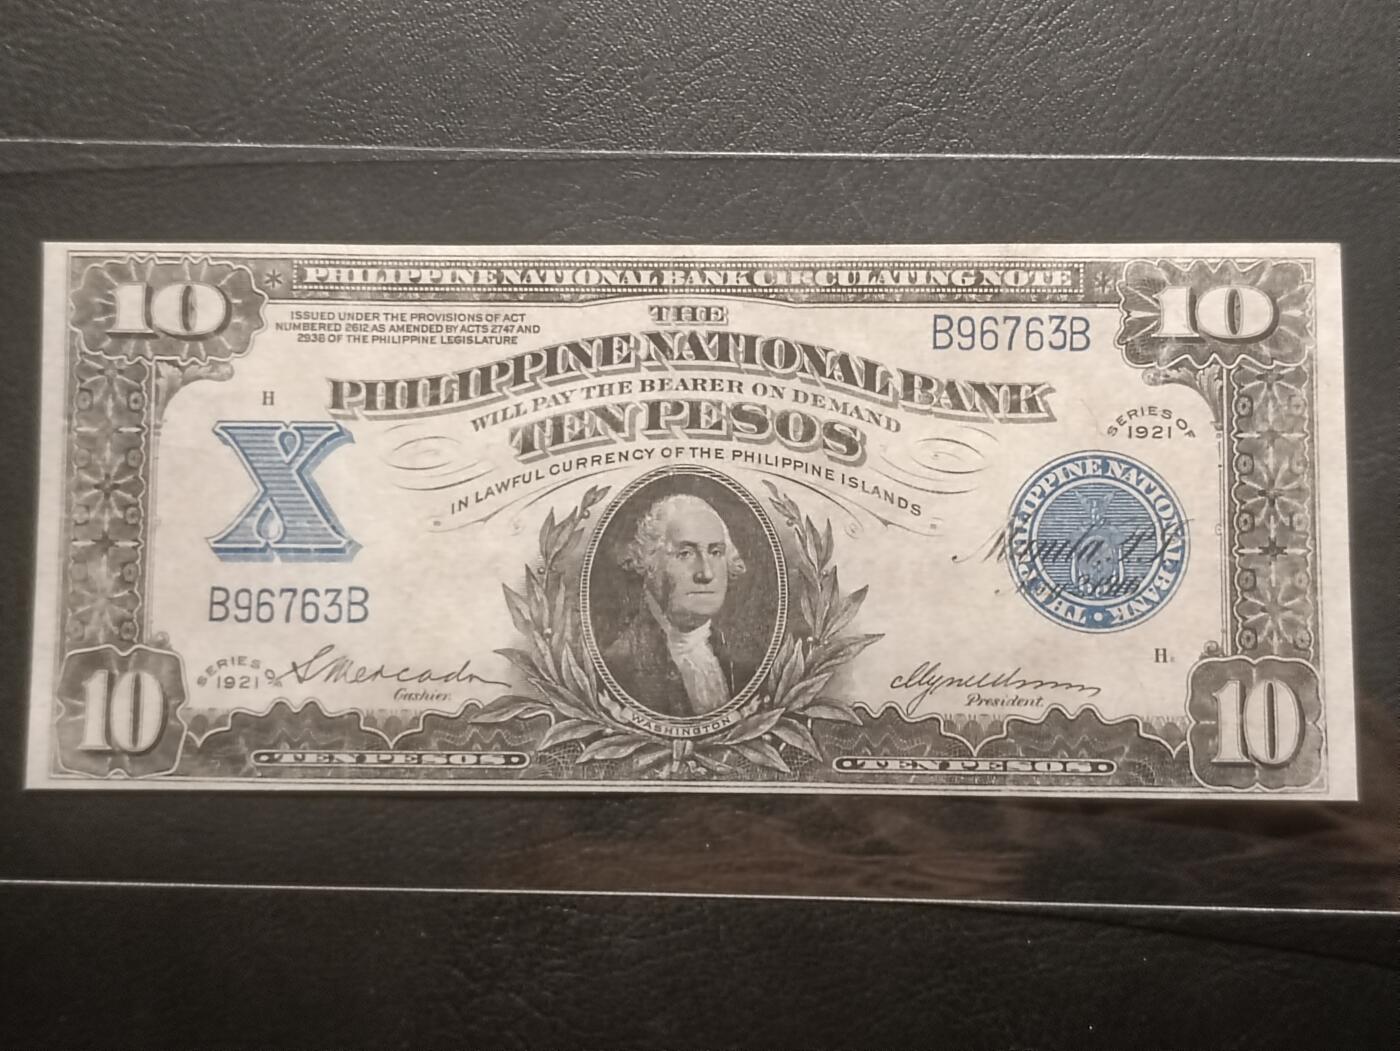 10
* PHILIPPINE NATIONAL BANK CIRCULATING NOTE *
10
ISSUED UNDER THE PROVISIONS OF ACT
NUMBERED 2612 AS AMENDED BY ACTS 2747 AND
2938 OF THE PHILIPPINE LEGISLATURE
THE
PHILIPPINE NATIONAL BANK
WILL PAY THE BEARER ON DEMAND
TEN PESOS
IN LAWFUL CURRENCY OF THE PHILIPPINE ISLANDS
B96763B
H
X
SERIES OF
1921
THE PHILIPPINE NATIONAL BANK
Manila, P.I.
B96763B
SERIES OF
1921
S Mercado
Cashier.
WASHINGTON
President.
H
10
TEN PESOS
TEN PESOS
10